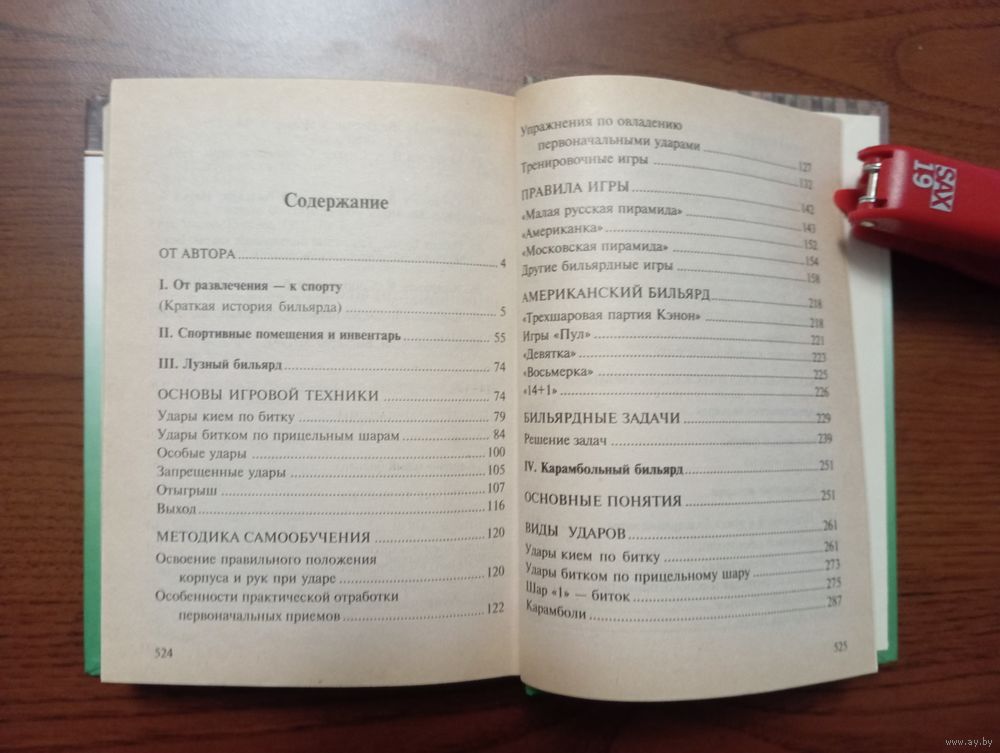 Содержание
ОТ АВТОРА 4
I. От развлечения — к спорту
(Краткая история бильярда) 5
II. Спортивные помещения и инвентарь 55
III. Лузный бильярд 74
ОСНОВЫ ИГРОВОЙ ТЕХНИКИ 74
Удары кием по битку 79
Удары битком по прицельным шарам 84
Особые удары 100
Запрещенные удары 105
Отыгрыш 107
Выход 116
МЕТОДИКА САМООБУЧЕНИЯ 120
Освоение правильного положения
корпуса и рук при ударе 120
Особенности практической отработки
первоначальных приемов 122
524
Упражнения по овладению
первоначальными ударами 127
Тренировочные игры 132
ПРАВИЛА ИГРЫ 142
«Малая русская пирамида» 143
«Американка» 152
«Московская пирамида» 154
Другие бильярдные игры 158
АМЕРИКАНСКИЙ БИЛЬЯРД 218
«Трехшаровая партия Кэнон» 218
Игры «Пул» 221
«Девятка» 223
«Восьмерка» 225
«14+1» 226
БИЛЬЯРДНЫЕ ЗАДАЧИ 229
Решение задач 239
IV. Карамбольный бильярд 251
ОСНОВНЫЕ ПОНЯТИЯ 251
ВИДЫ УДАРОВ 261
Удары кием по битку 261
Удары битком по прицельному шару 273
Шар «1» — биток 275
Карамболи 287
525
SAX
19
www.ay.by